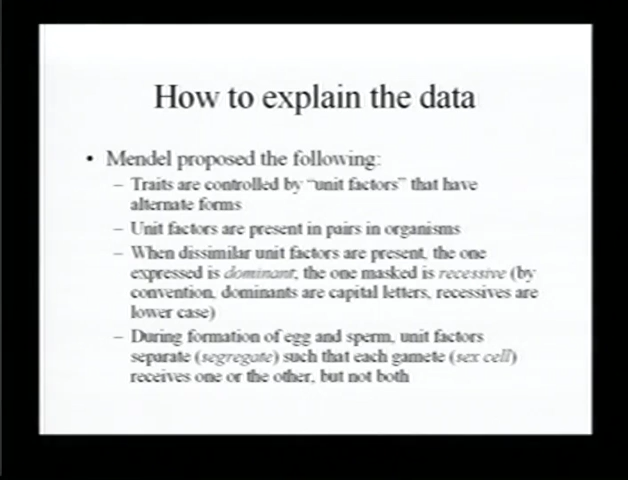 How to explain the data
• Mendel proposed the following:
– Traits are controlled by “unit factors” that have
alternate forms
– Unit factors are present in pairs in organisms
– When dissimilar unit factors are present, the one
expressed is dominant, the one masked is recessive (by
convention, dominants are capital letters, recessives are
lower case)
– During formation of egg and sperm, unit factors
separate (segregate) such that each gamete (sex cell)
receives one or the other, but not both